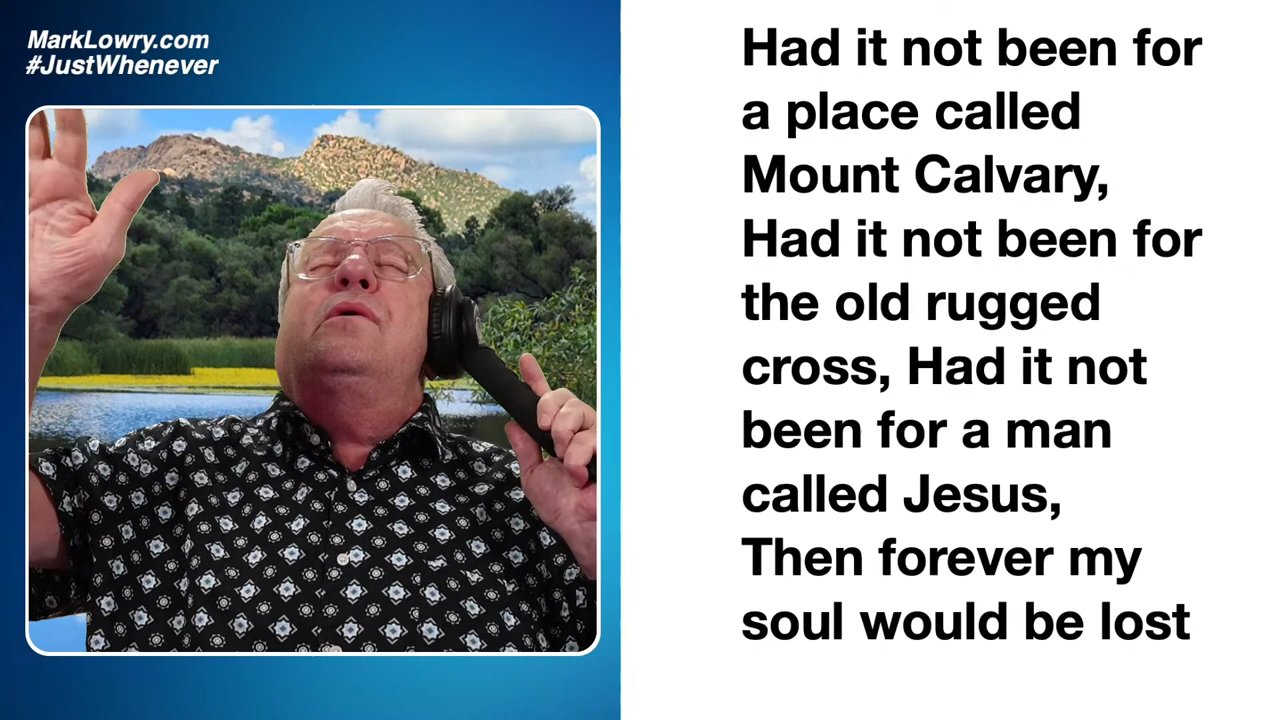 MarkLowry.com
#JustWhenever
Had it not been for
a place called
Mount Calvary,
Had it not been for
the old rugged
cross, Had it not
been for a man
called Jesus,
Then forever my
soul would be lost